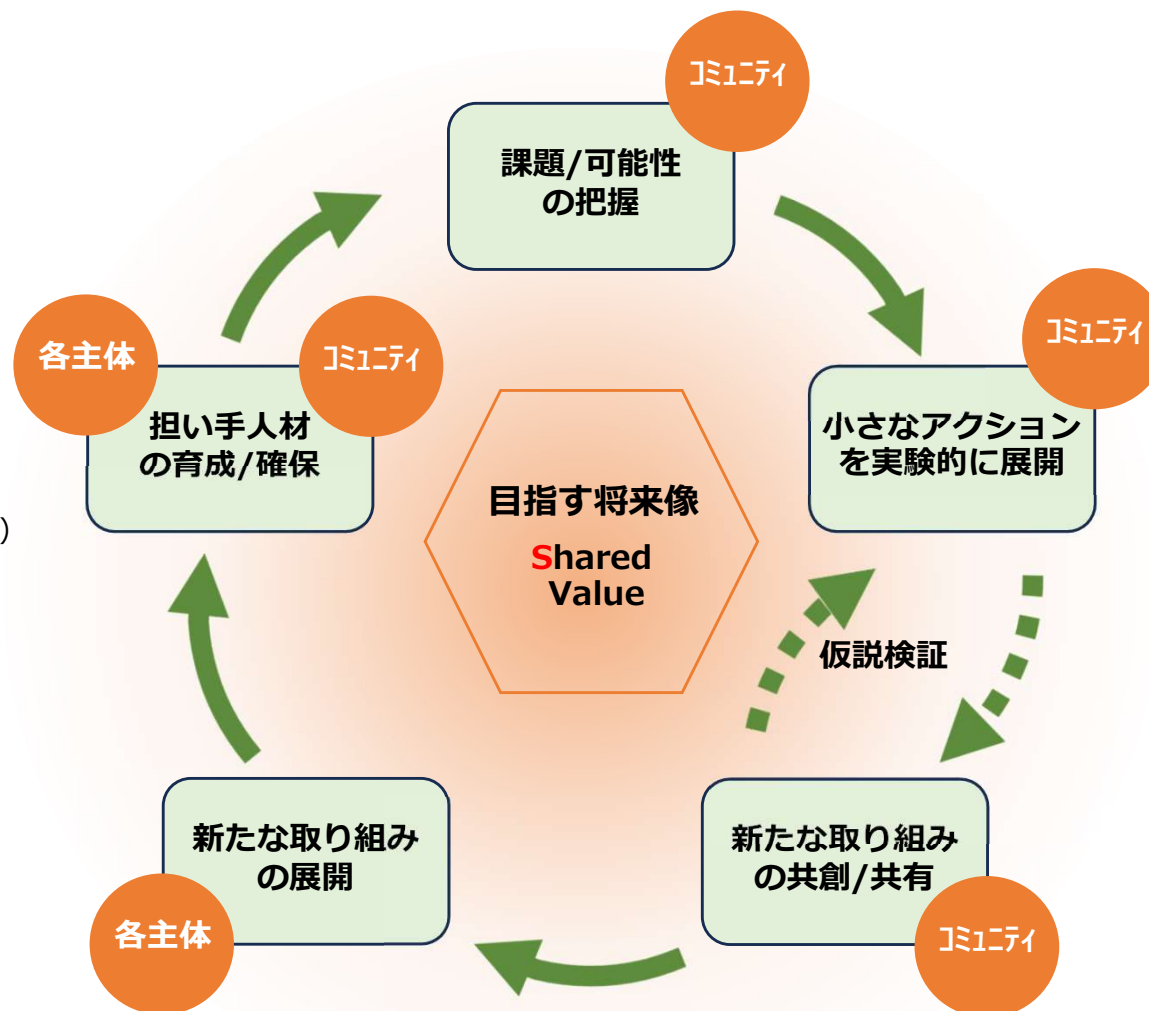 ｺﾐｭﾆﾃｨ
課題/可能性
の把握
ｺﾐｭﾆﾃｨ
小さなアクション
を実験的に展開
各主体
ｺﾐｭﾆﾃｨ
担い手人材
の育成/確保
)
目指す将来像
Shared
Value
仮説検証
新たな取り組み
の共創/共有
ｺﾐｭﾆﾃｨ
新たな取り組み
の展開
各主体